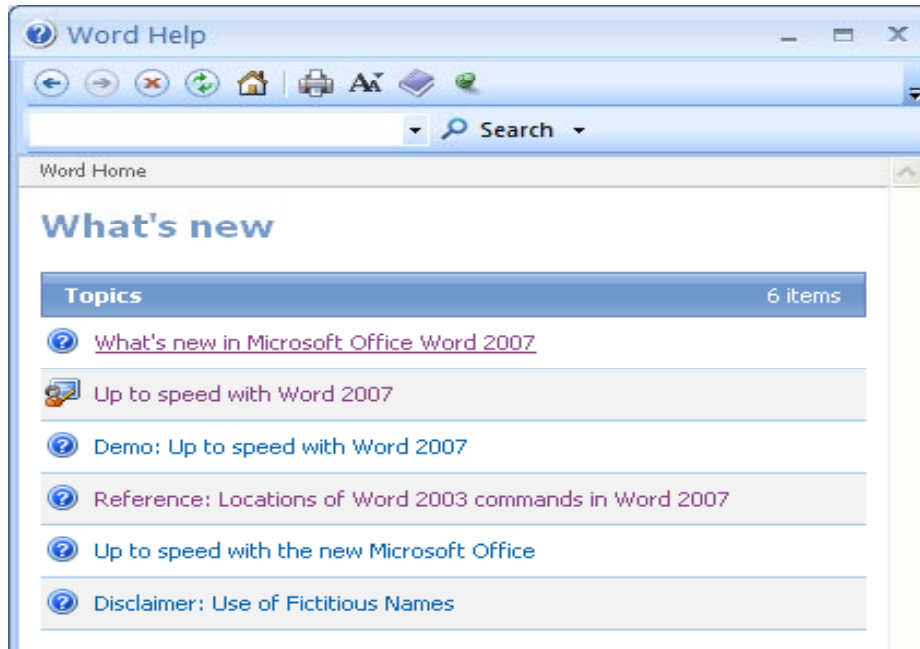 Word Help
Search
Word Home
What's new
Topics 6 items
What's new in Microsoft Office Word 2007
Up to speed with Word 2007
Demo: Up to speed with Word 2007
Reference: Locations of Word 2003 commands in Word 2007
Up to speed with the new Microsoft Office
Disclaimer: Use of Fictitious Names